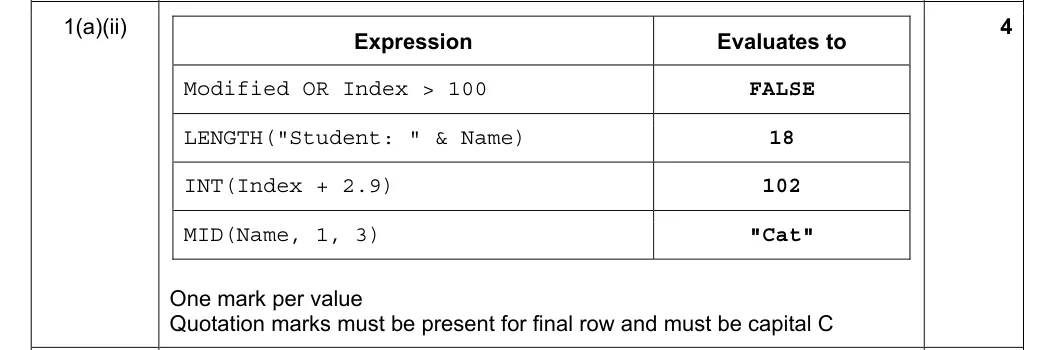 1(a)(ii)
Expression Evaluates to 4
Modified OR Index > 100 FALSE
LENGTH("Student: " & Name) 18
INT(Index + 2.9) 102
MID(Name, 1, 3) "Cat"
One mark per value
Quotation marks must be present for final row and must be capital C